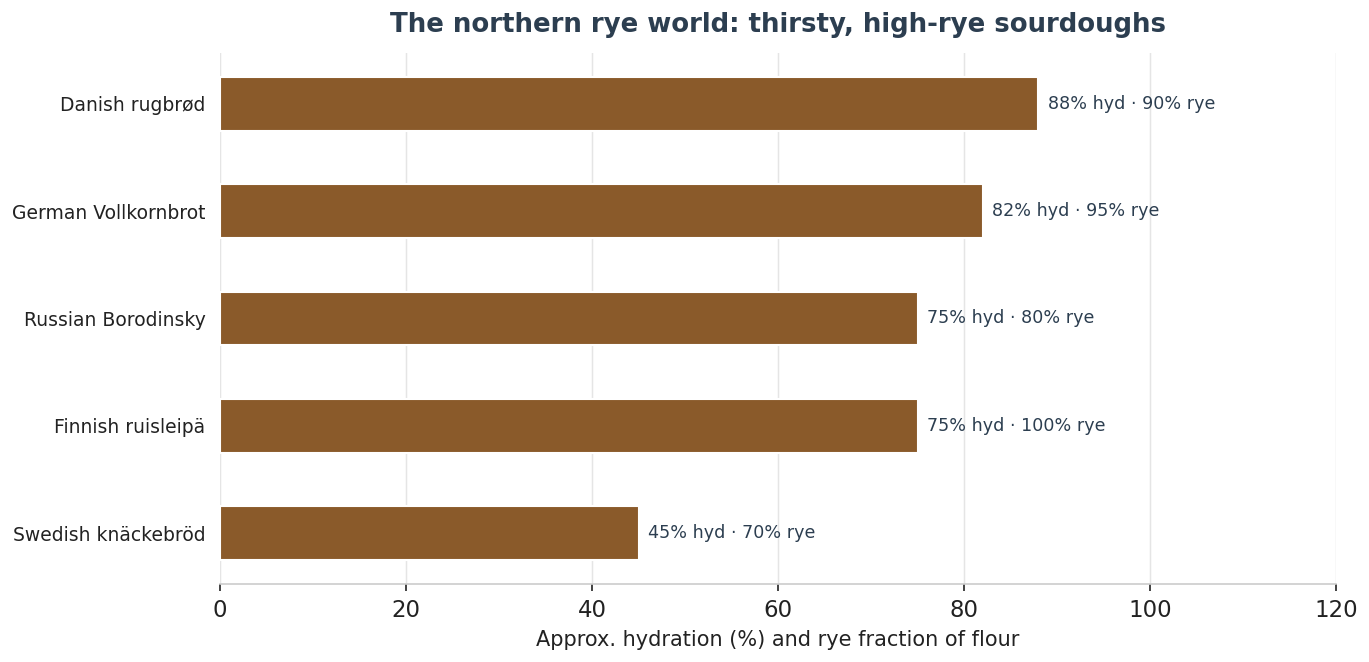 The northern rye world: thirsty, high-rye sourdoughs
Danish rugbrød
88% hyd · 90% rye
German Vollkornbrot
82% hyd · 95% rye
Russian Borodinsky
75% hyd · 80% rye
Finnish ruisleipä
75% hyd · 100% rye
Swedish knäckebröd
45% hyd · 70% rye
0 20 40 60 80 100 120
Approx. hydration (%) and rye fraction of flour